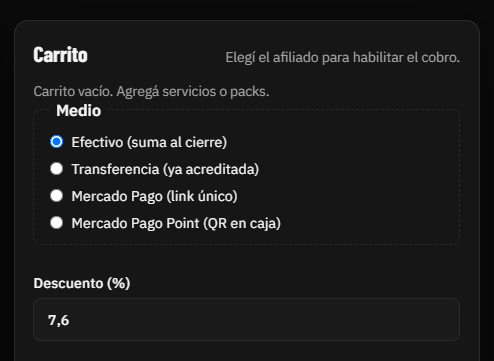 Carrito
Elegí el afiliado para habilitar el cobro.
Carrito vacío. Agregá servicios o packs.
Medio
Efectivo (suma al cierre)
Transferencia (ya acreditada)
Mercado Pago (link único)
Mercado Pago Point (QR en caja)
Descuento (%)
7,6